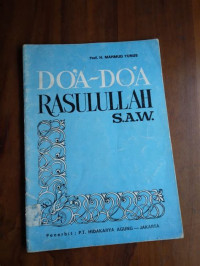 Prof. H. MAHMUD YUNUS
DO'A-DO'A
RASULULLAH
S.A.W.
Penerbit : PT. HIDAKARYA AGUNG — JAKARTA